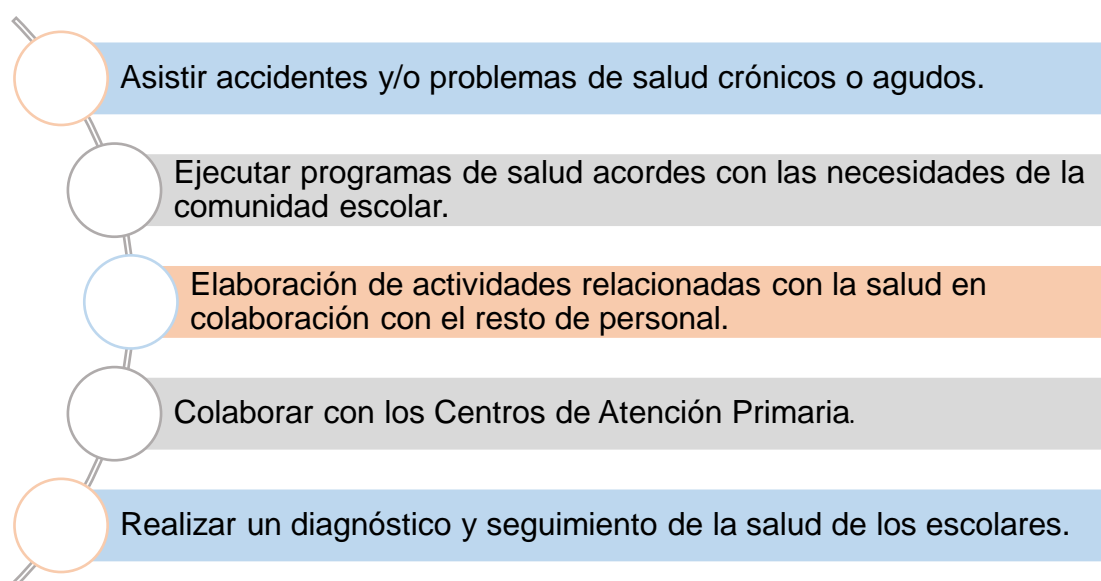 Asistir accidentes y/o problemas de salud crónicos o agudos.
Ejecutar programas de salud acordes con las necesidades de la
comunidad escolar.
Elaboración de actividades relacionadas con la salud en
colaboración con el resto de personal.
Colaborar con los Centros de Atención Primaria.
Realizar un diagnóstico y seguimiento de la salud de los escolares.